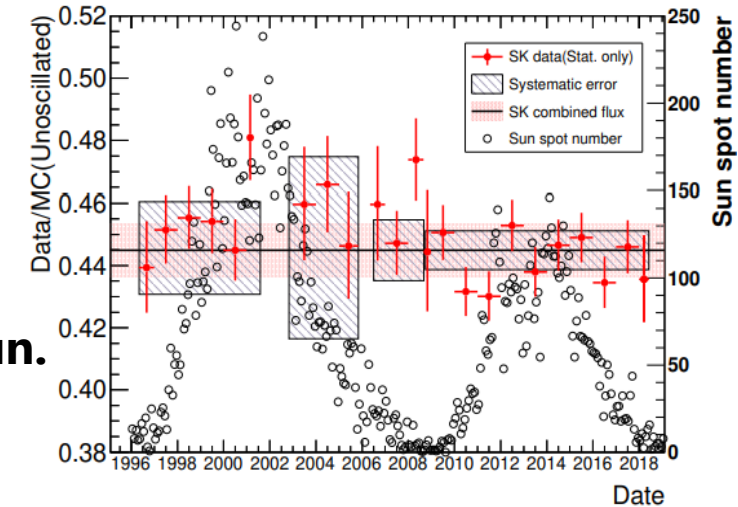 0.52
0.50
0.48
0.46
0.44
0.42
0.40
0.38
Data/MC(Unoscillated)
un.
SK data(Stat. only)
Systematic error
SK combined flux
Sun spot number
250
200
150
100
50
0
Sun spot number
1996 1998 2000 2002 2004 2006 2008 2010 2012 2014 2016 2018
Date